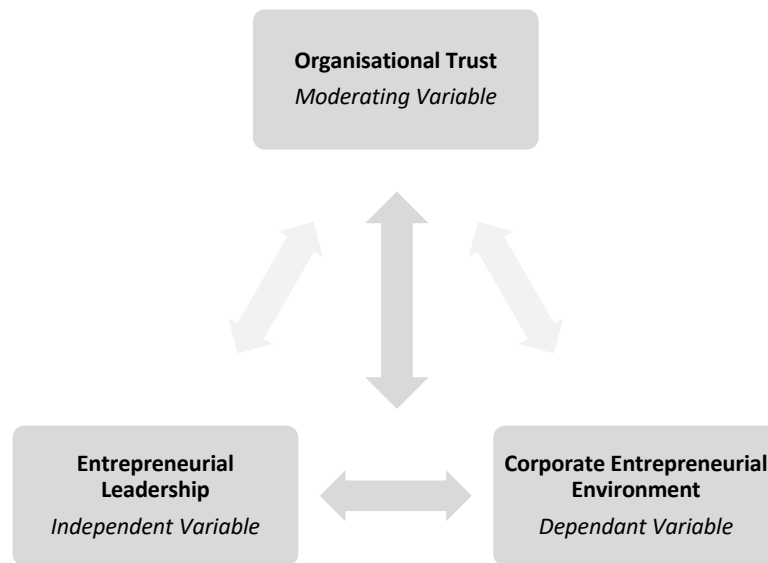 Organisational Trust
Moderating Variable
Entrepreneurial
Leadership
Independent Variable
Corporate Entrepreneurial
Environment
Dependant Variable